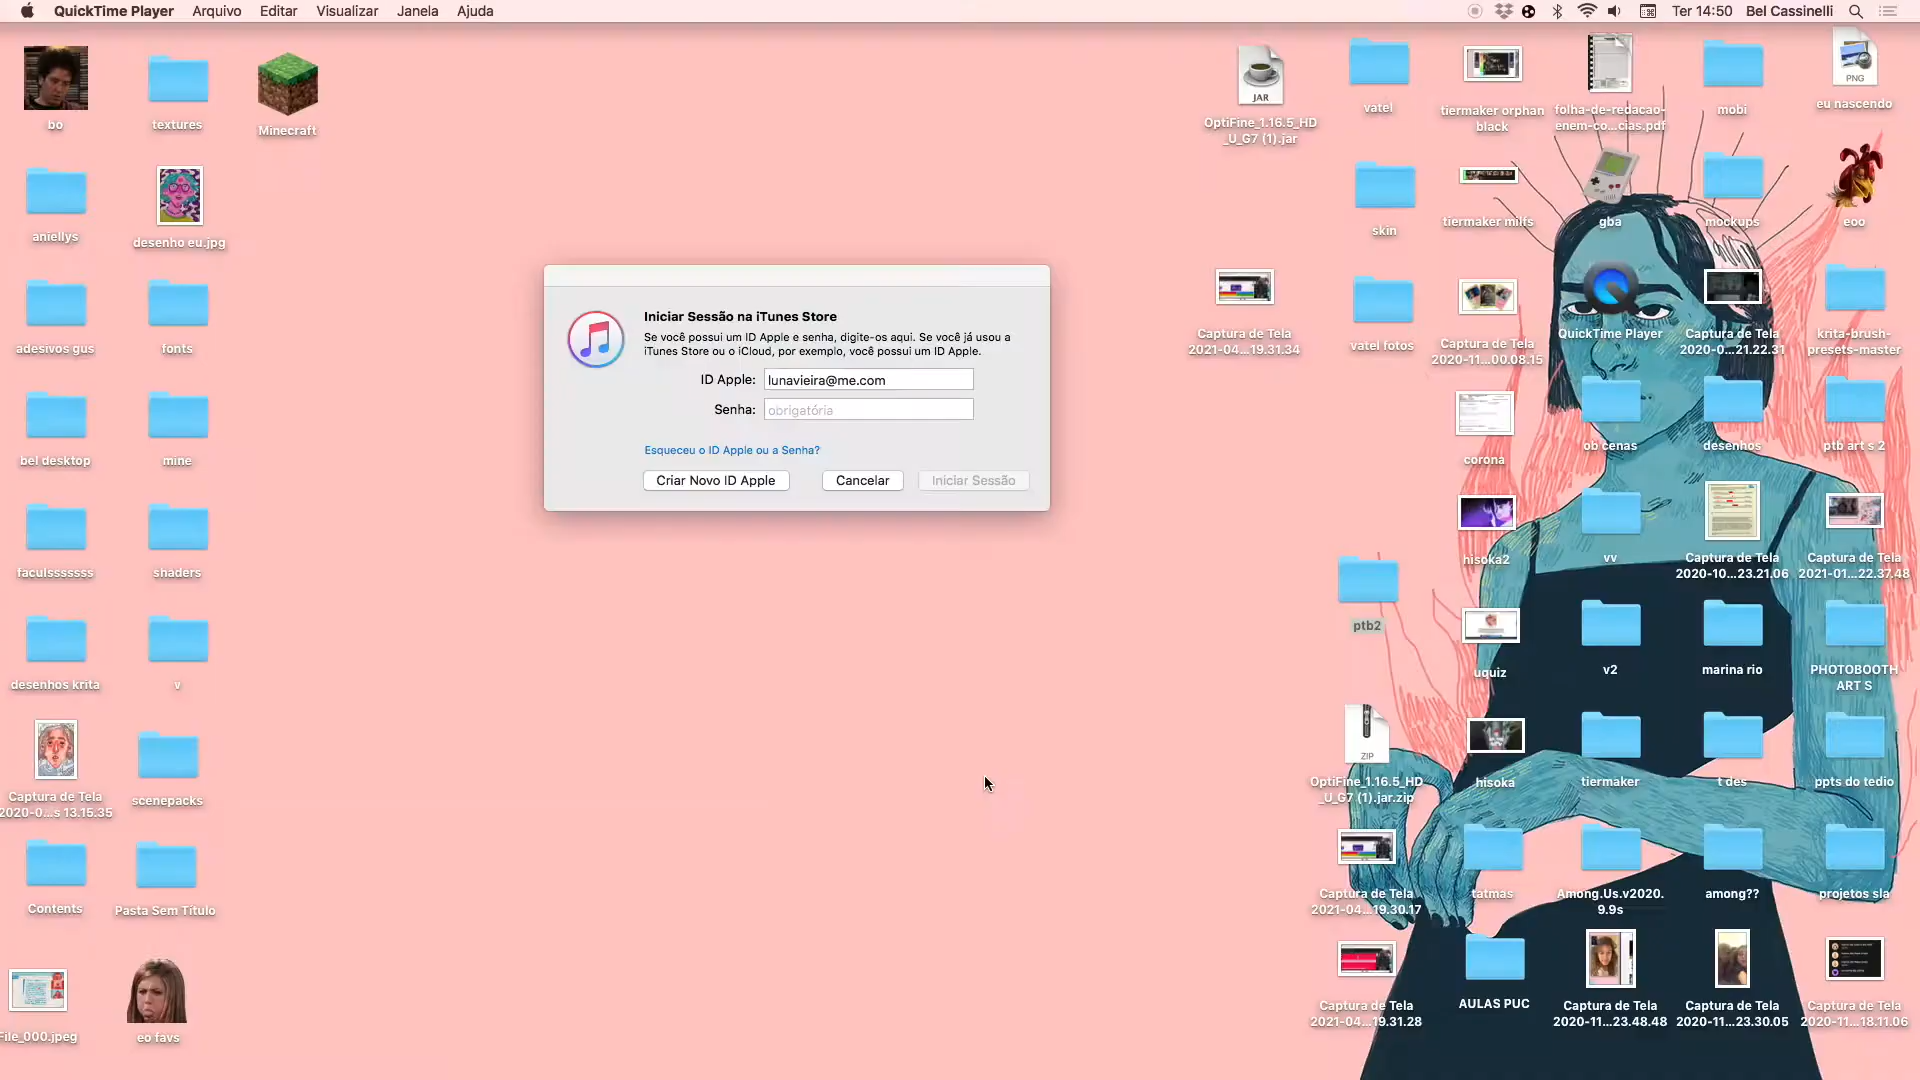 QuickTime Player Arquivo Editar Visualizar Janela Ajuda
Ter 14:50 Bel Cassinelli
bo
textures
Minecraft
JAR
OptiFine_1.16.5_HD
_U_G7 (1).jar
vatel
tiermaker orphan
black
folha-de-redacao-
enem-co...cias.pdf
mobi
PNG
eu nascendo
aniellys
desenho eu.jpg
skin
tiermaker milfs
gba
mockups
eoo
Iniciar Sessão na iTunes Store
Se você possui um ID Apple e senha, digite-os aqui. Se você já usou a
iTunes Store ou o iCloud, por exemplo, você possui um ID Apple.
ID Apple: lunavieira@me.com
Senha: obrigatória
Esqueceu o ID Apple ou a Senha?
Criar Novo ID Apple
Cancelar
Iniciar Sessão
adesivos gus
fonts
Captura de Tela
2021-04...19.31.34
vatel fotos
Captura de Tela
2020-11...00.08.15
QuickTime Player
Captura de Tela
2020-0...21.22.31
krita-brush-
presets-master
bel desktop
mine
corona
ob cenas
desenhos
ptb art s 2
faculsssssss
shaders
hisoka2
vv
Captura de Tela
2020-10...23.21.06
Captura de Tela
2021-01...22.37.48
desenhos krita
v
ptb2
uquiz
v2
marina rio
PHOTOBOOTH
ART S
Captura de Tela
2020-0...s 13.15.35
scenepacks
ZIP
OptiFine_1.16.5_HD
_U_G7 (1).jar.zip
hisoka
tiermaker
t des
ppts do tedio
Contents
Pasta Sem Título
Captura de Tela
2021-04...19.30.17
tatmas
Among.Us.v2020.
9.9s
among??
projetos sla
File_000.jpeg
eo favs
Captura de Tela
2021-04...19.31.28
AULAS PUC
Captura de Tela
2020-11...23.48.48
Captura de Tela
2020-11...23.30.05
Captura de Tela
2020-11...18.11.06